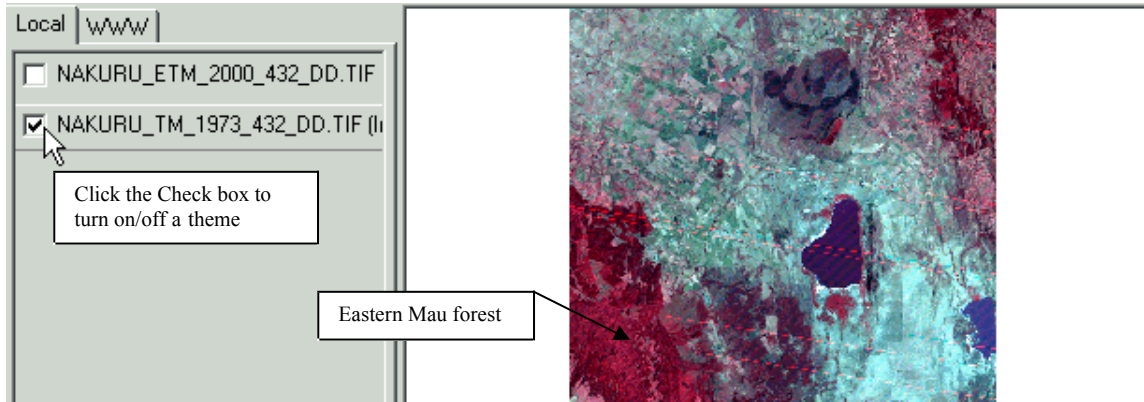 Local WWW
NAKURU_ETM_2000_432_DD.TIF
NAKURU_TM_1973_432_DD.TIF (I
Click the Check box to
turn on/off a theme
Eastern Mau forest